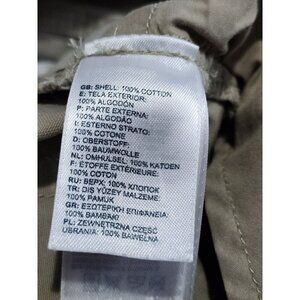 GB: SHELL: 100% COTTON
E: TELA EXTERIOR:
100% ALGODÓN
P: PARTE EXTERNA:
100% ALGODÃO
I: ESTERNO STRATO:
100% COTONE
D: OBERSTOFF:
100% BAUMWOLLE
NL: OMHULSEL: 100% KATOEN
F: ÉTOFFE EXTÉRIEURE:
100% COTON
RU: ВЕРХ: 100% ХЛОПОК
TR: DIŞ YÜZEY MALZEME:
100% PAMUK
GR: ΕΞΩΤΕΡΙΚΗ ΕΠΙΦΑΝΕΙΑ:
100% ΒΑΜΒΑΚΙ
PL: ZEWNĘTRZNA CZĘŚĆ
UBRANIA: 100% BAWEŁNA